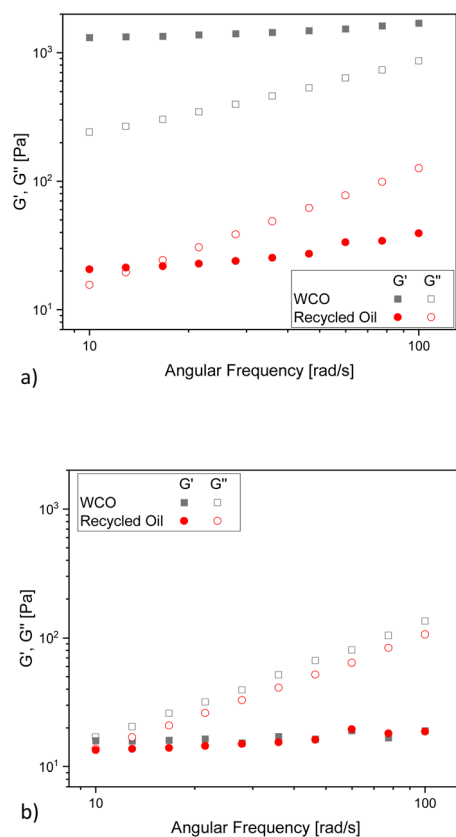 10³
10²
10¹
G', G'' [Pa]
G' G''
WCO
Recycled Oil
10 100
Angular Frequency [rad/s]
a)
G' G''
WCO
Recycled Oil
10³
10²
10¹
G', G'' [Pa]
10 100
Angular Frequency [rad/s]
b)